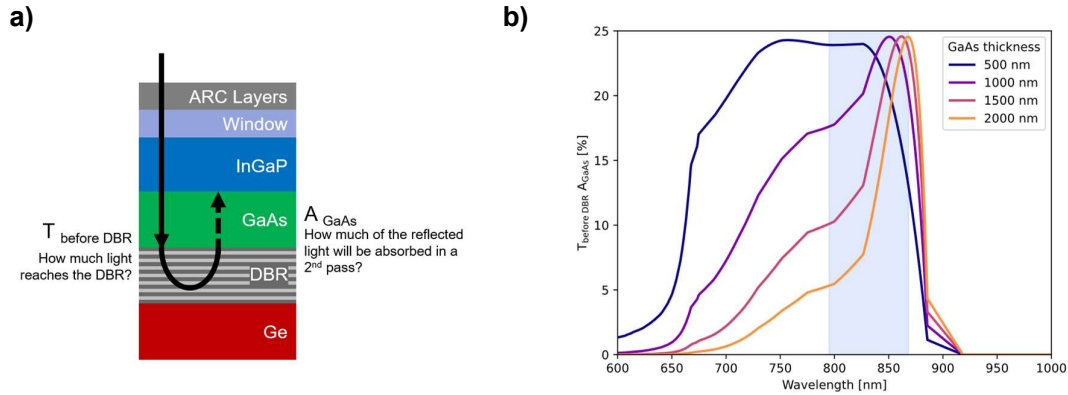 a)
ARC Layers
Window
InGaP
GaAs
DBR
Ge
T before DBR
How much light
reaches the DBR?
A GaAs
How much of the reflected
light will be absorbed in a
2nd pass?
b)
T before DBR A GaAs [%]
25
20
15
10
5
0
600 650 700 750 800 850 900 950 1000
Wavelength [nm]
GaAs thickness
500 nm
1000 nm
1500 nm
2000 nm